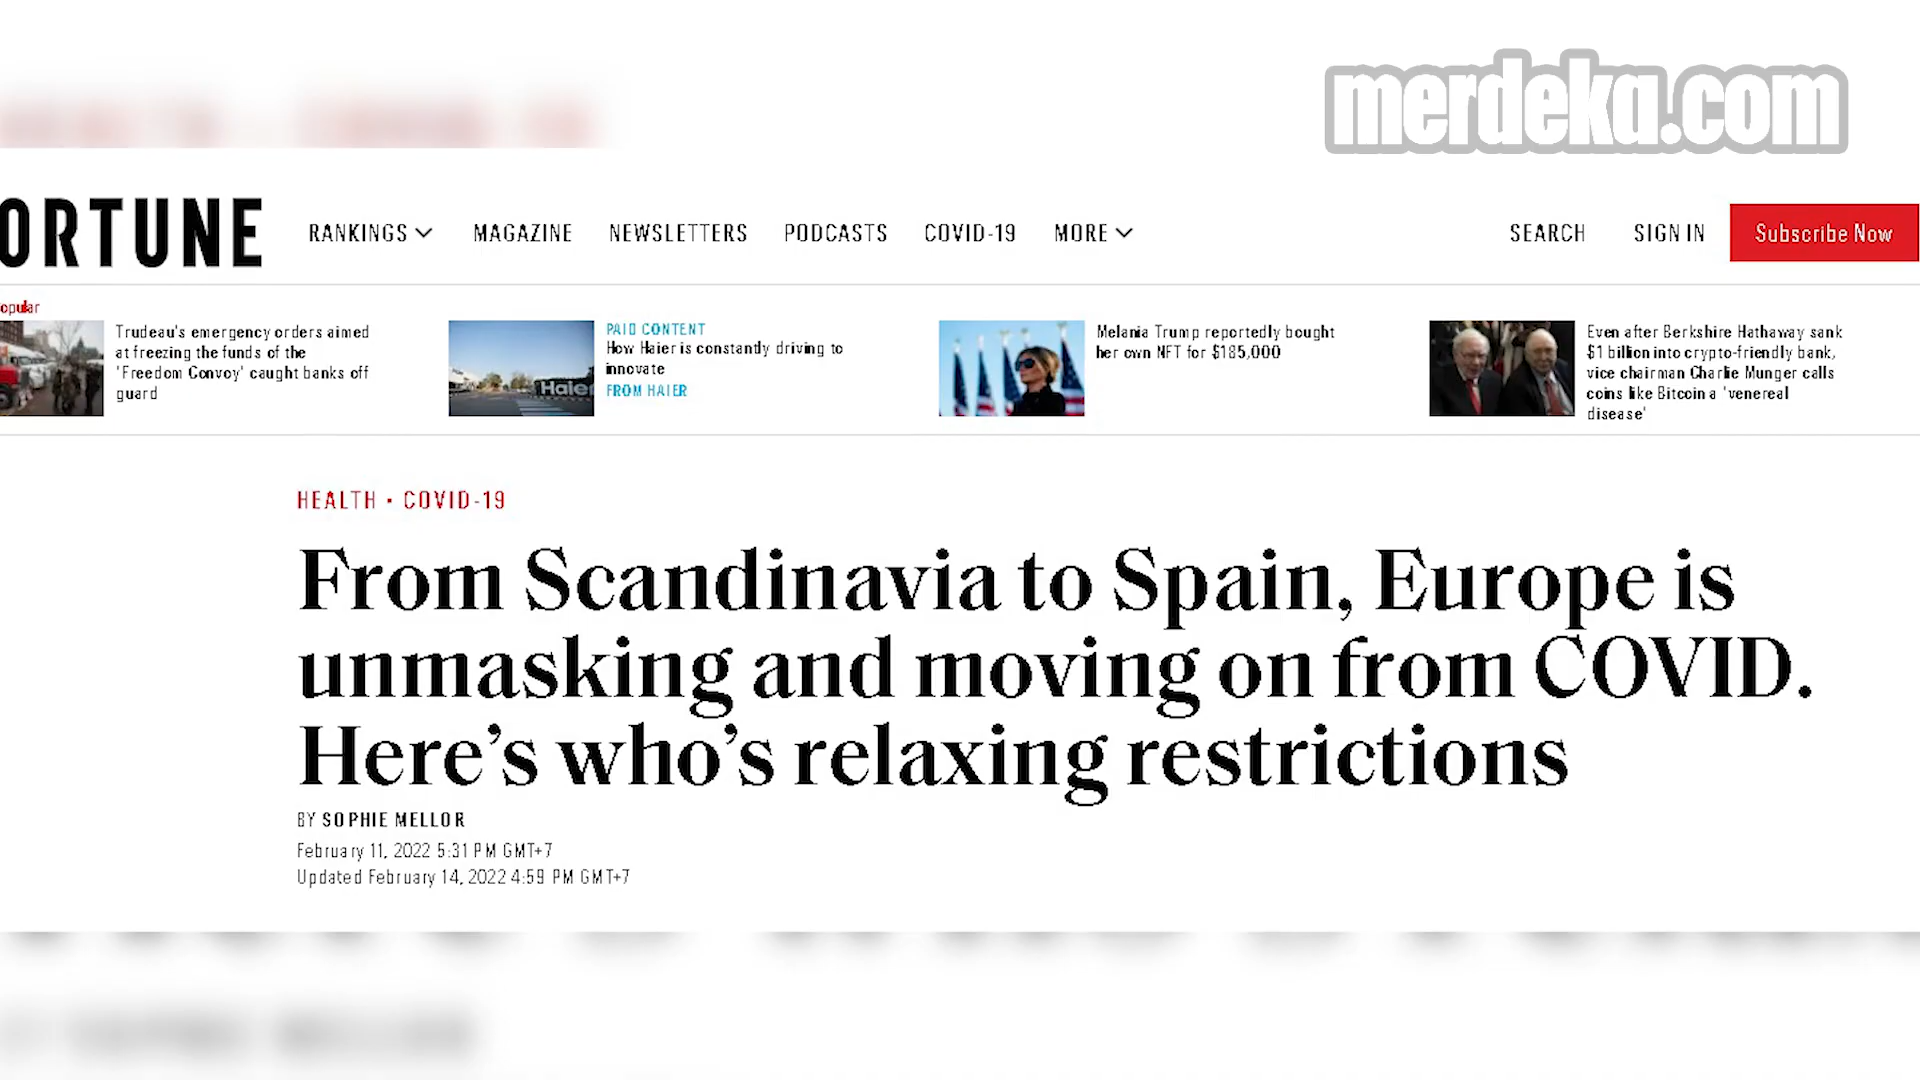 merdeka.com
ORTUNE
RANKINGS MAGAZINE NEWSLETTERS PODCASTS COVID-19 MORE SEARCH SIGN IN Subscribe Now
opular
Trudeau's emergency orders aimed
at freezing the funds of the
'Freedom Convoy' caught banks off
guard
Haier
PAID CONTENT
How Haier is constantly driving to
innovate
FROM HAIER
Melania Trump reportedly bought
her own NFT for $185,000
Even after Berkshire Hathaway sank
$1 billion into crypto-friendly bank,
vice chairman Charlie Munger calls
coins like Bitcoin a 'venereal
disease'
HEALTH • COVID-19
From Scandinavia to Spain, Europe is
unmasking and moving on from COVID.
Here's who's relaxing restrictions
BY SOPHIE MELLOR
February 11, 2022 5:31 PM GMT+7
Updated February 14, 2022 4:59 PM GMT+7